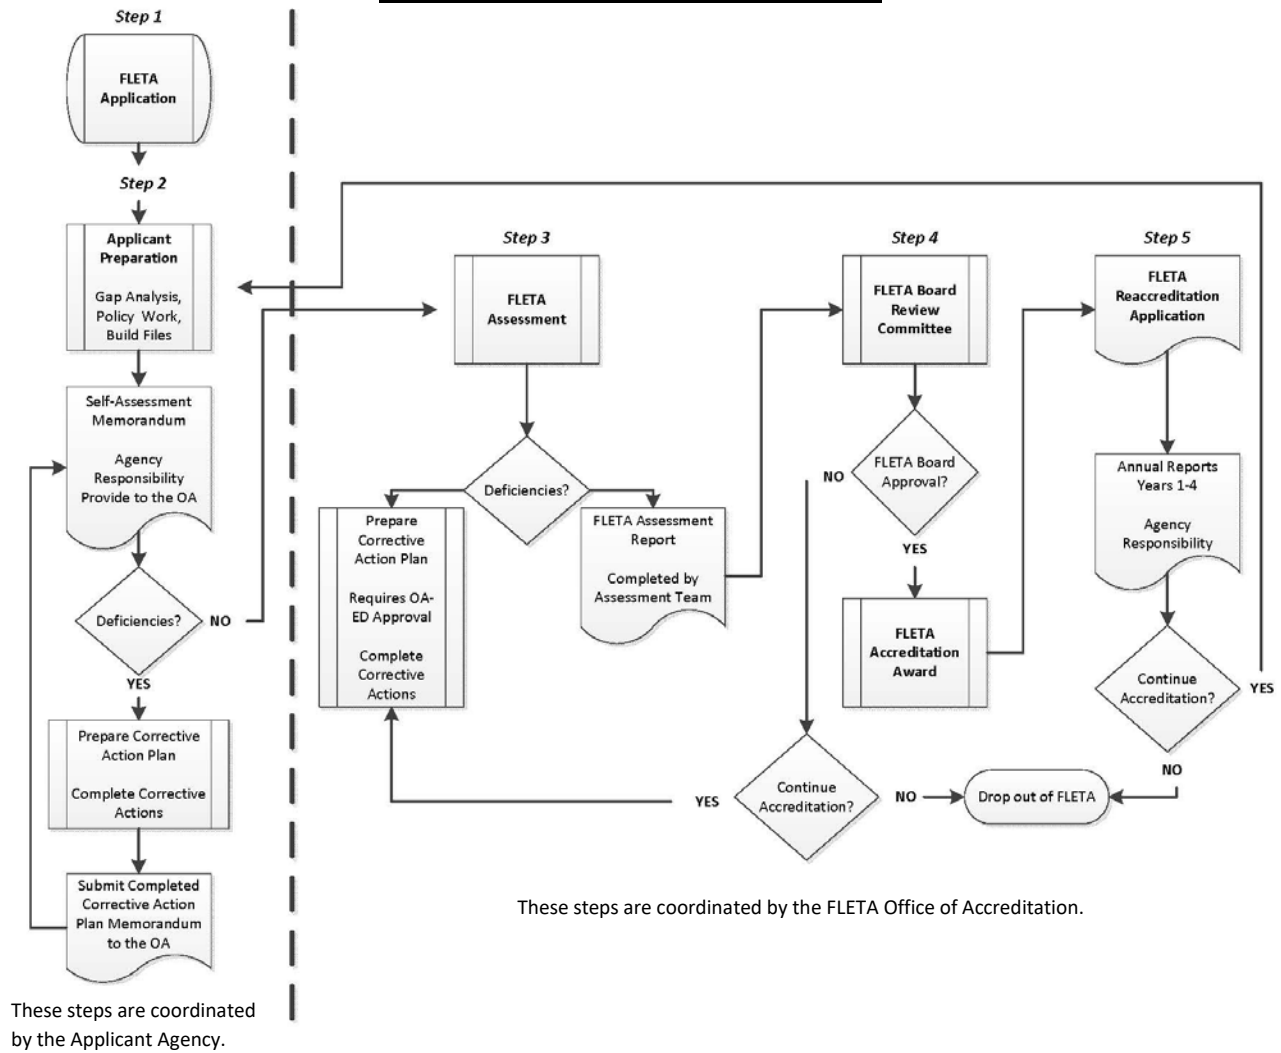 Step 1
FLETA
Application
Step 2
Applicant
Preparation
Gap Analysis,
Policy Work,
Build Files
Self-Assessment
Memorandum
Agency
Responsibility
Provide to the OA
Deficiencies?
NO
YES
Prepare Corrective
Action Plan
Complete Corrective
Actions
Submit Completed
Corrective Action
Plan Memorandum
to the OA
These steps are coordinated
by the Applicant Agency.
Step 3
FLETA
Assessment
Deficiencies?
Prepare
Corrective
Action Plan
Requires OA-
ED Approval
Complete
Corrective
Actions
FLETA Assessment
Report
Completed by
Assessment Team
Step 4
FLETA Board
Review
Committee
FLETA Board
Approval?
NO
YES
FLETA
Accreditation
Award
Continue
Accreditation?
YES
NO
Drop out of FLETA
Step 5
FLETA
Reaccreditation
Application
Annual Reports
Years 1-4
Agency
Responsibility
Continue
Accreditation?
YES
NO
These steps are coordinated by the FLETA Office of Accreditation.